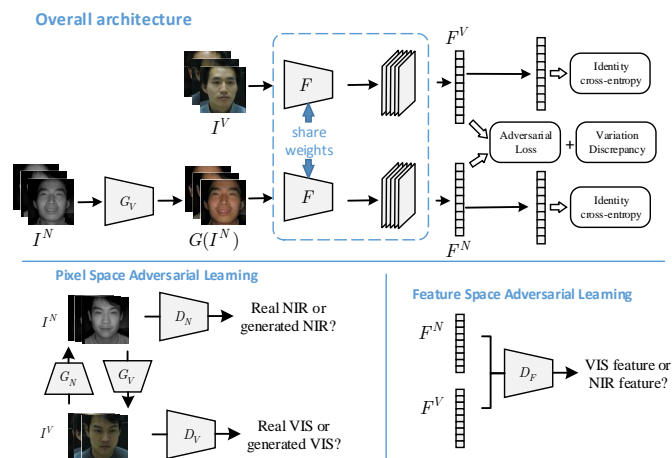 Overall architecture
I^V
F
share
weights
F
F^V
Identity
cross-entropy
Adversarial
Loss
+
Variation
Discrepancy
I^N
G_V
G(I^N)
F^N
Identity
cross-entropy
Pixel Space Adversarial Learning
I^N
D_N
Real NIR or
generated NIR?
G_N
G_V
I^V
D_V
Real VIS or
generated VIS?
Feature Space Adversarial Learning
F^N
F^V
D_F
VIS feature or
NIR feature?